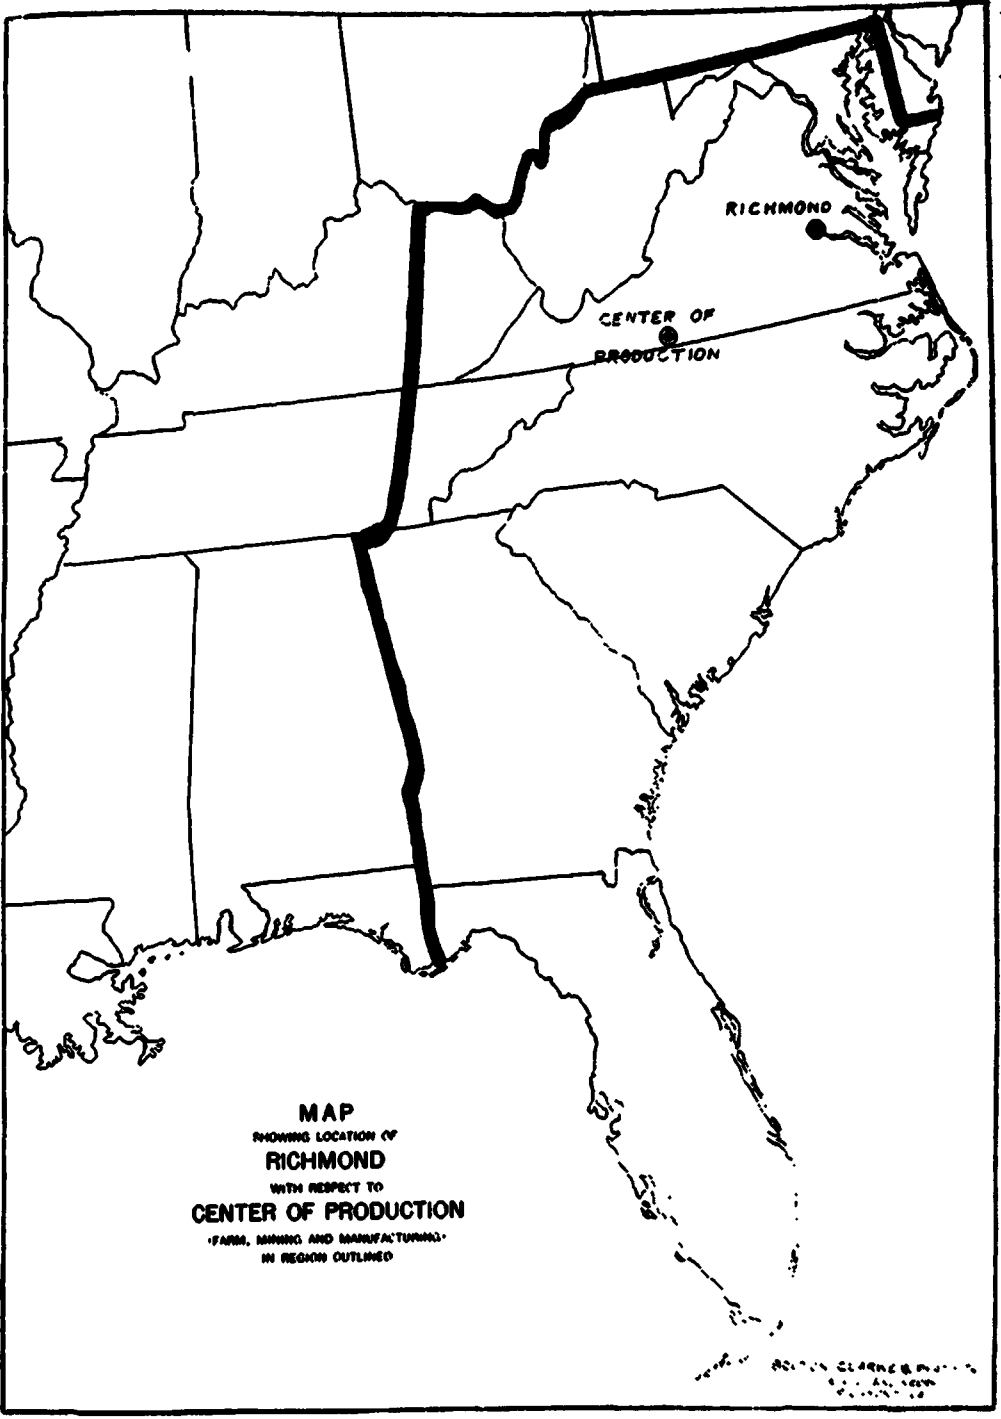 RICHMOND
CENTER OF
PRODUCTION
MAP
SHOWING LOCATION OF
RICHMOND
WITH RESPECT TO
CENTER OF PRODUCTION
(FARM, MINING AND MANUFACTURING)
IN REGION OUTLINED
CLARKE